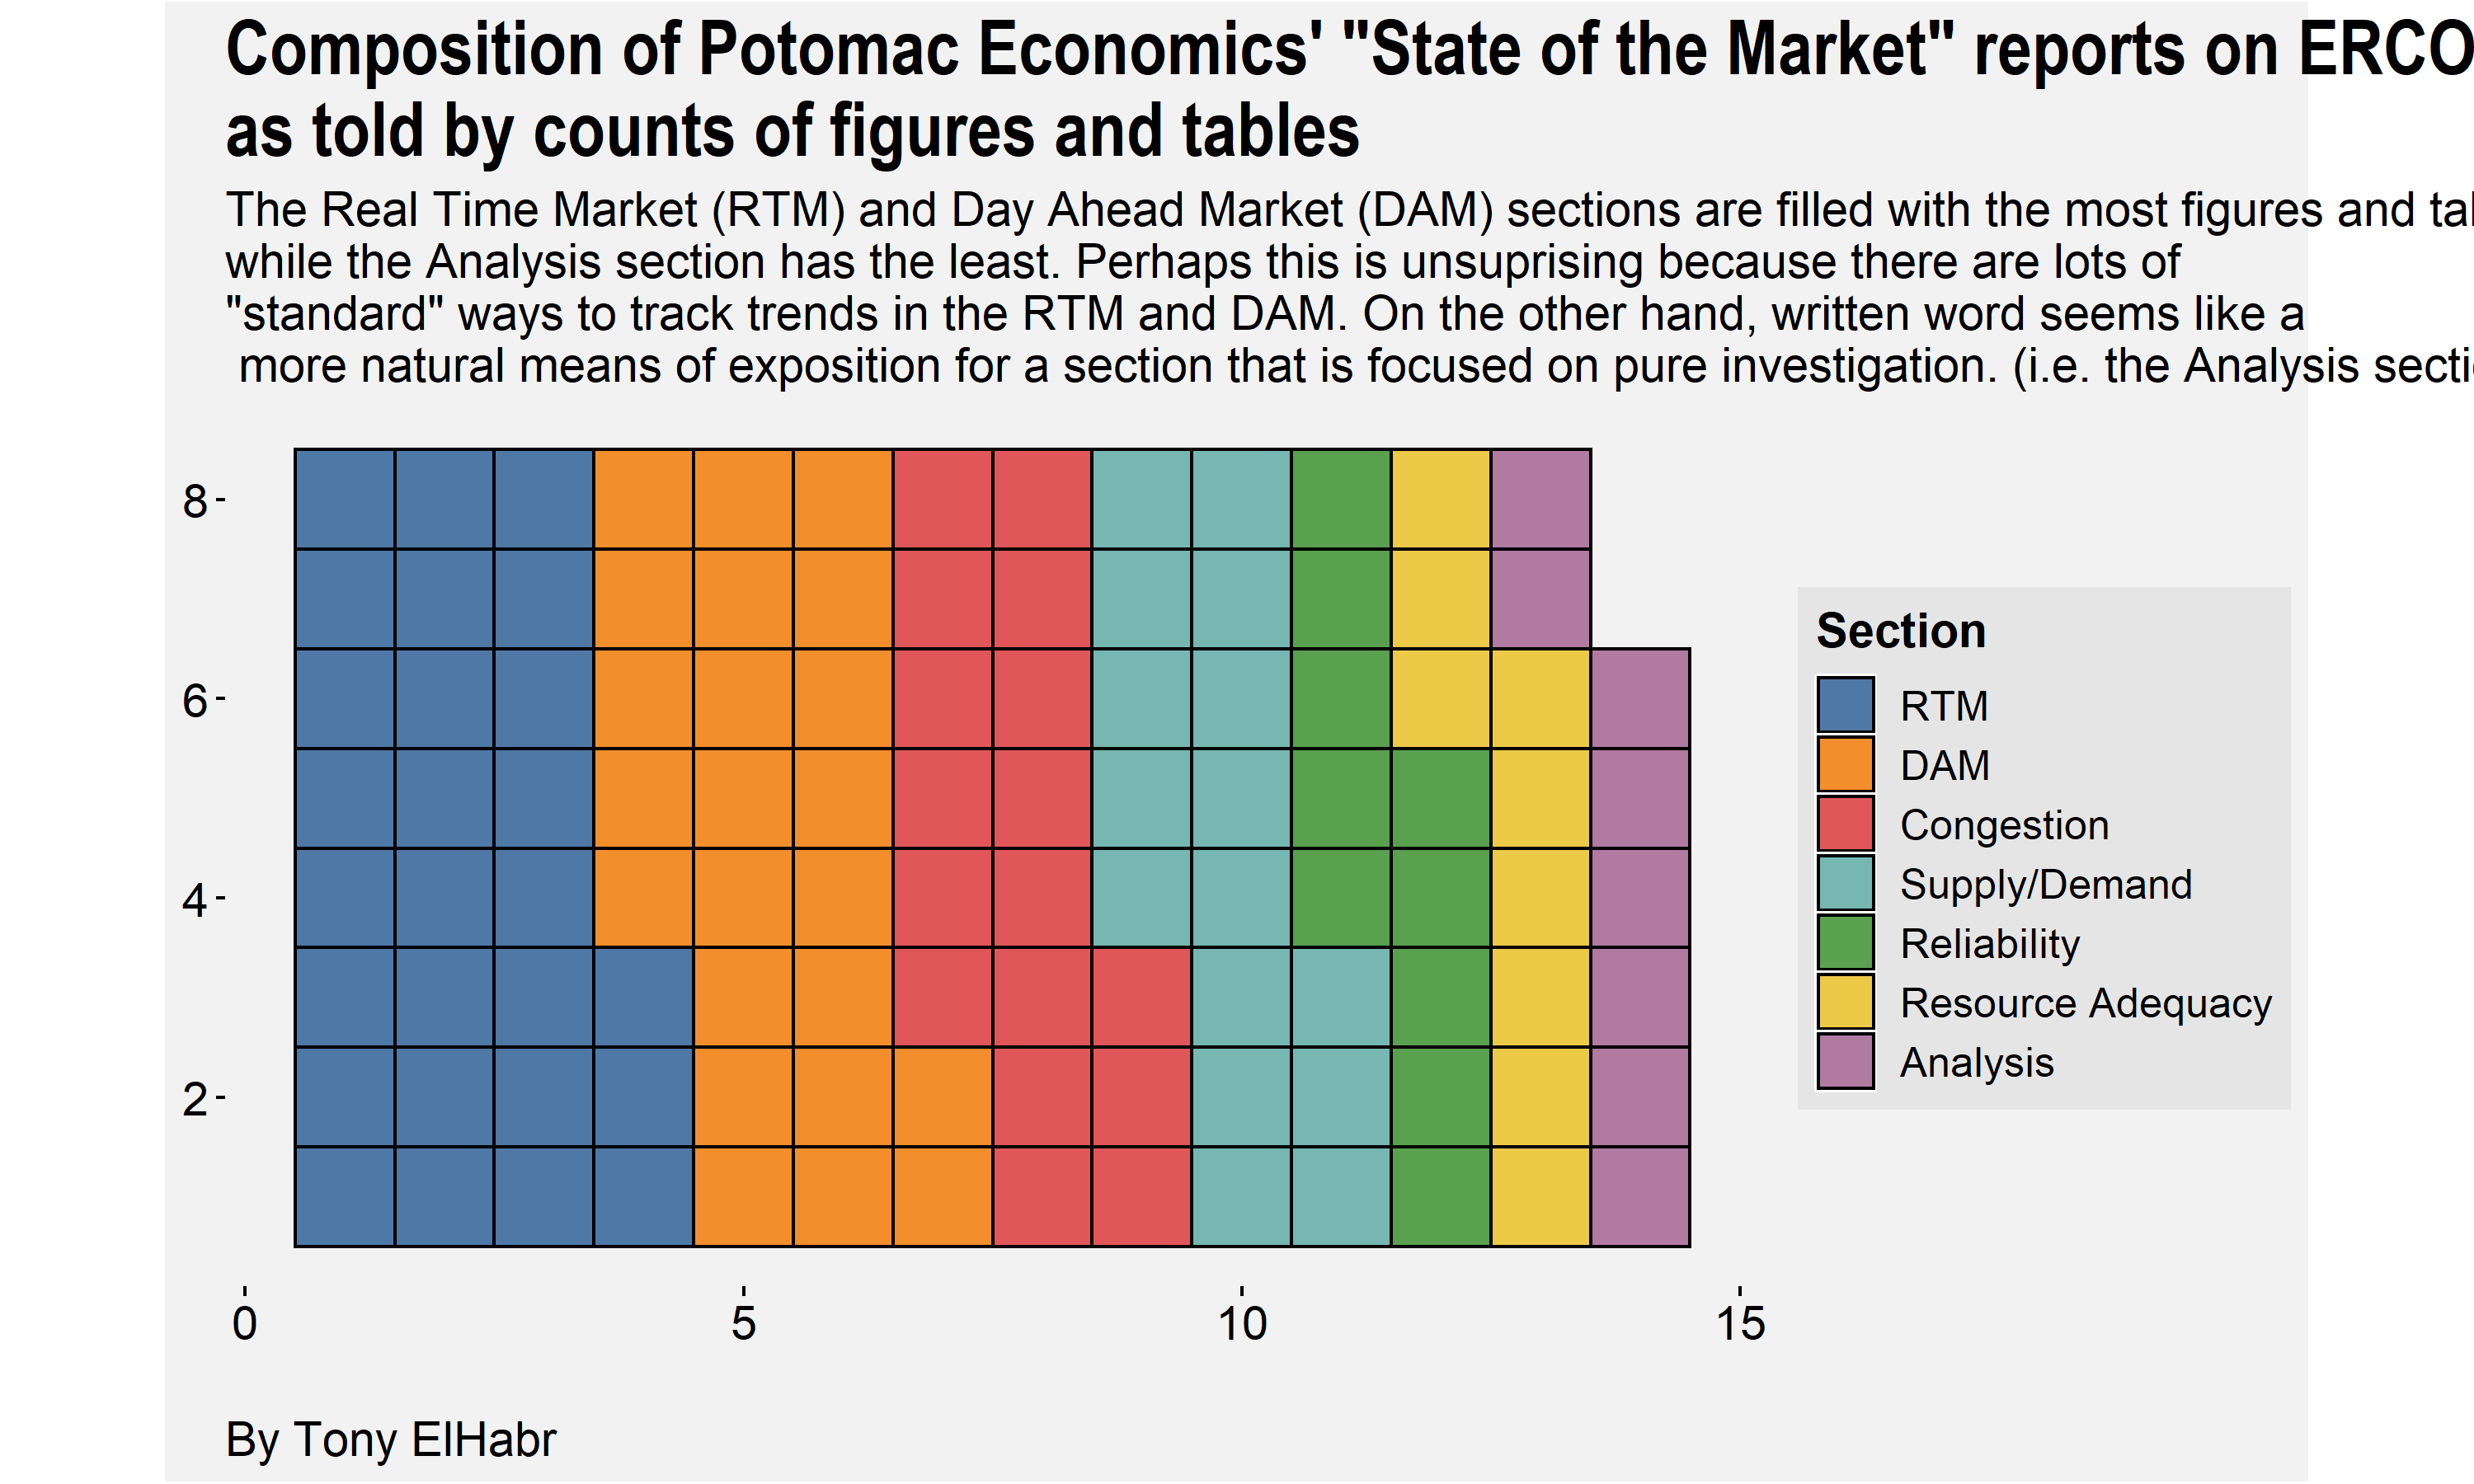 Composition of Potomac Economics' "State of the Market" reports on ERCO
as told by counts of figures and tables
The Real Time Market (RTM) and Day Ahead Market (DAM) sections are filled with the most figures and
while the Analysis section has the least. Perhaps this is unsuprising because there are lots of
"standard" ways to track trends in the RTM and DAM. On the other hand, written word seems like a
more natural means of exposition for a section that is focused on pure investigation. (i.e. the Analysis
8
6
4
2
Section
RTM
DAM
Congestion
Supply/Demand
Reliability
Resource Adequacy
Analysis
0 5 10 15
By Tony ElHabr